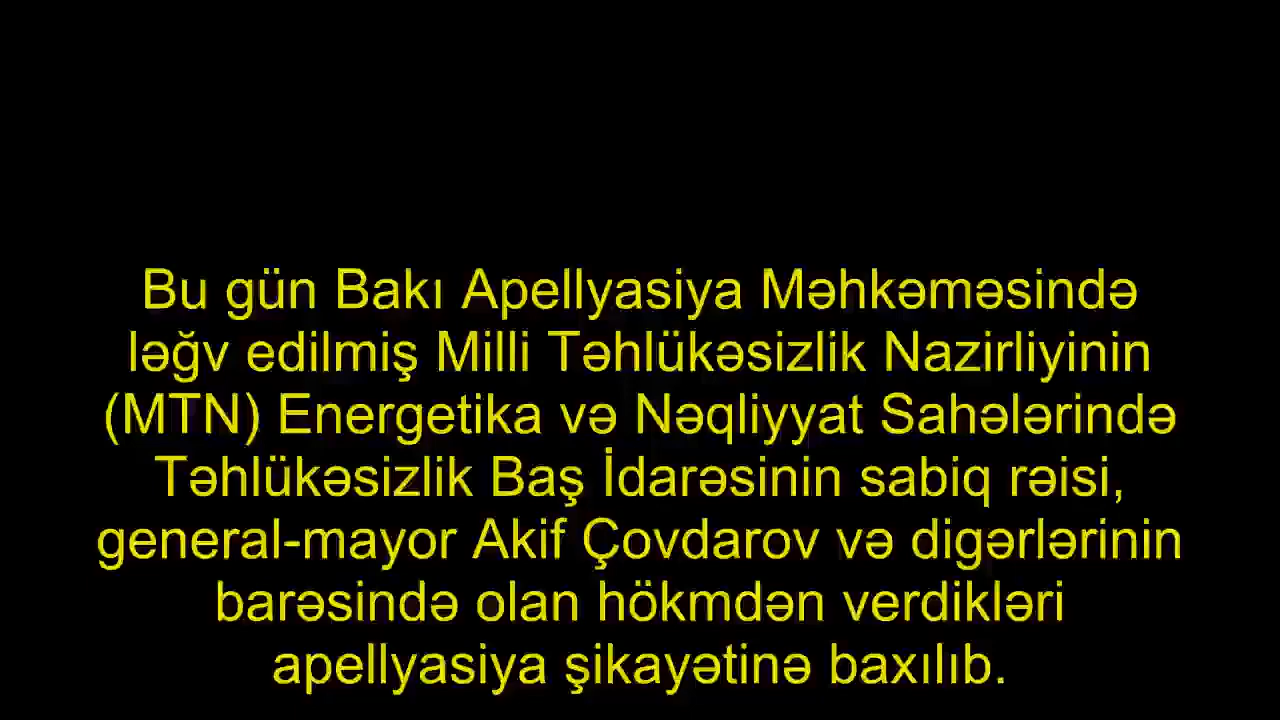 Bu gün Bakı Apellyasiya Məhkəməsində
ləğv edilmiş Milli Təhlükəsizlik Nazirliyinin
(MTN) Energetika və Nəqliyyat Sahələrində
Təhlükəsizlik Baş İdarəsinin sabiq rəisi,
general-mayor Akif Çovdarov və digərlərinin
barəsində olan hökmdən verdikləri
apellyasiya şikayətinə baxılıb.